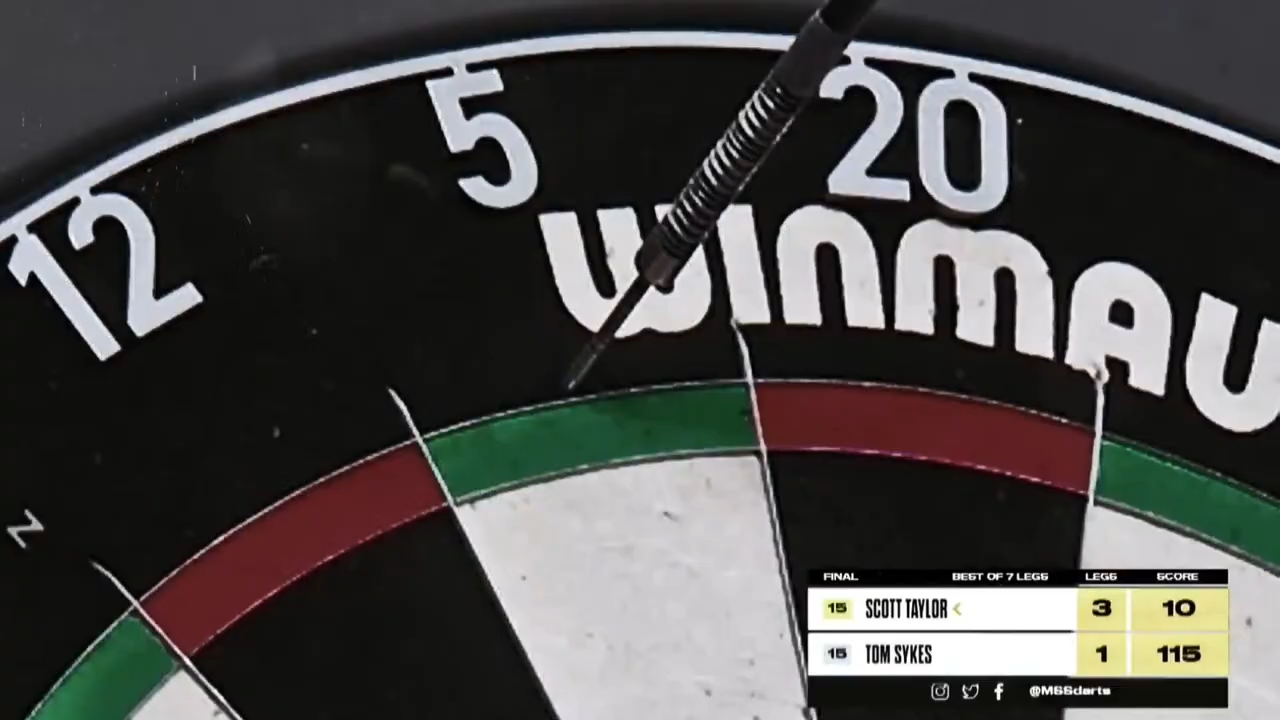 12 5 20
WINMAU
FINAL BEST OF 7 LEGS LEGS SCORE
15 SCOTT TAYLOR < 3 10
15 TOM SYKES 1 115
@MSSdarts